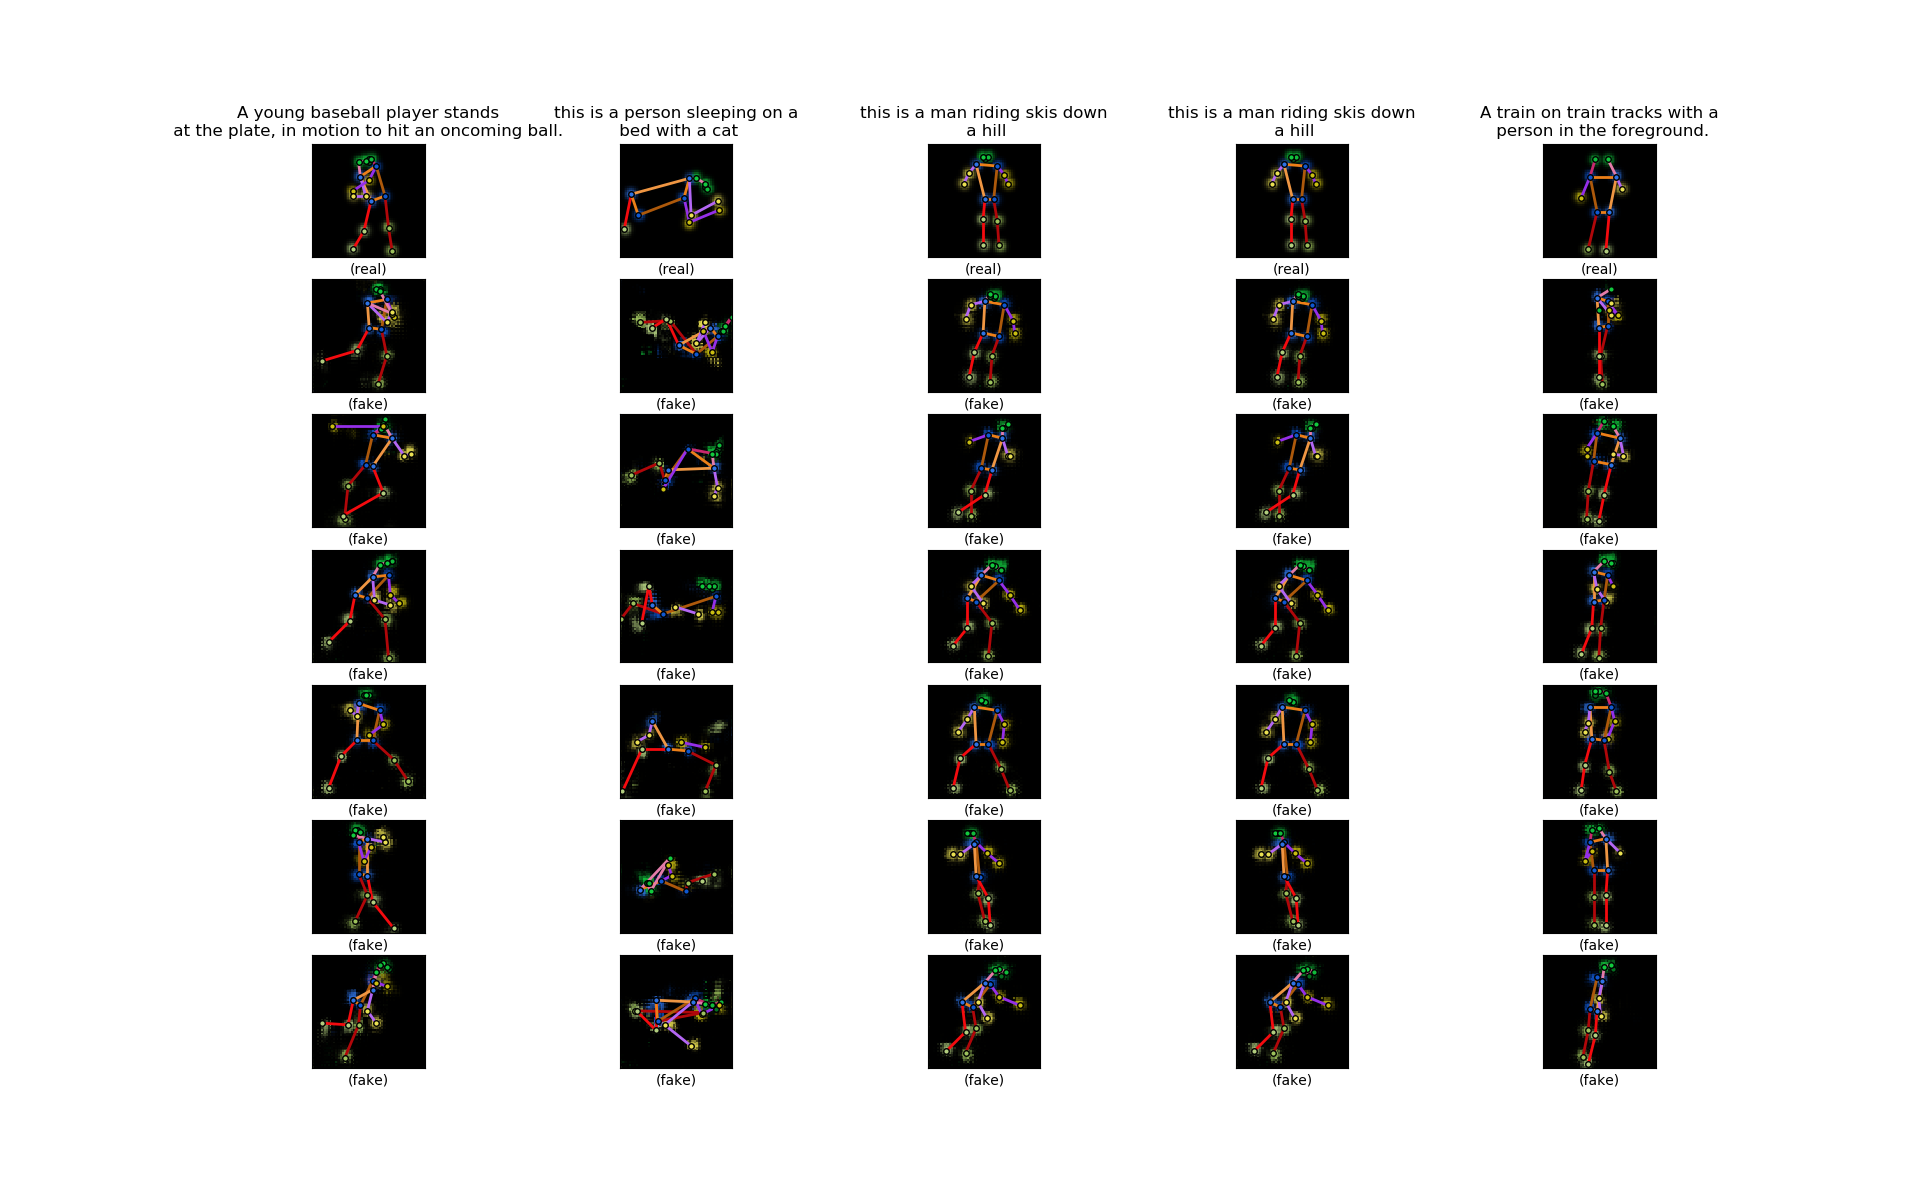 A young baseball player stands
at the plate, in motion to hit an oncoming ball.
this is a person sleeping on a
bed with a cat
this is a man riding skis down
a hill
this is a man riding skis down
a hill
A train on train tracks with a
person in the foreground.
(real) (real) (real) (real) (real)
(fake) (fake) (fake) (fake) (fake)
(fake) (fake) (fake) (fake) (fake)
(fake) (fake) (fake) (fake) (fake)
(fake) (fake) (fake) (fake) (fake)
(fake) (fake) (fake) (fake) (fake)
(fake) (fake) (fake) (fake) (fake)